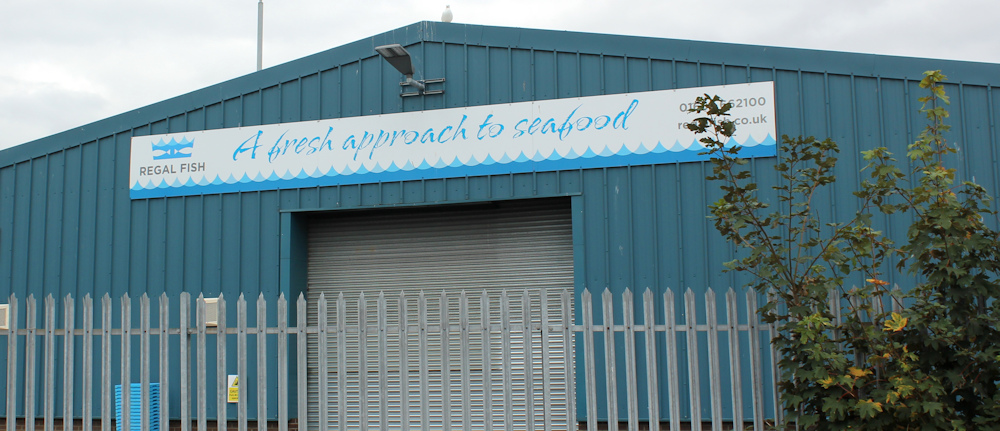 REGAL FISH
A fresh approach to seafood